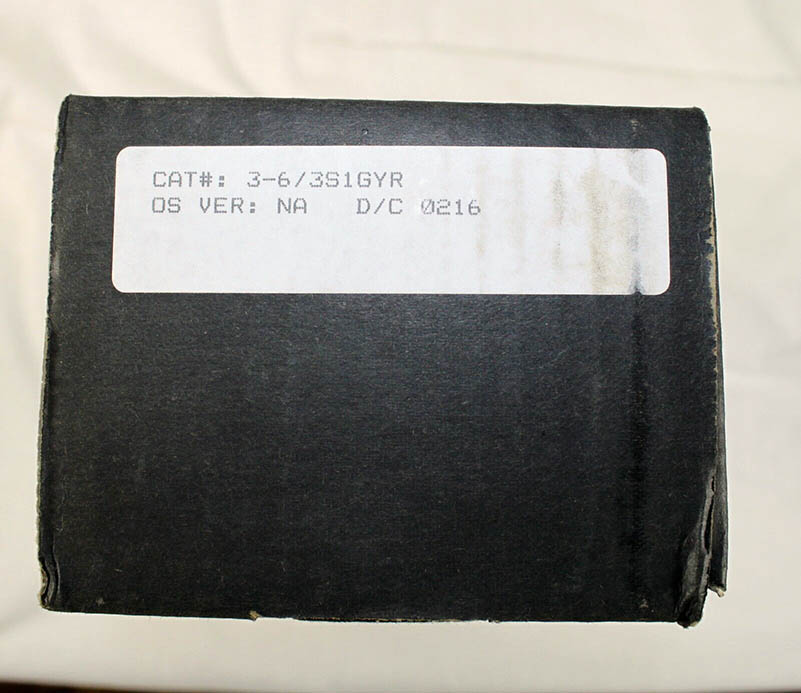 CAT#: 3-6/3S1GYR
OS VER: NA D/C 0216